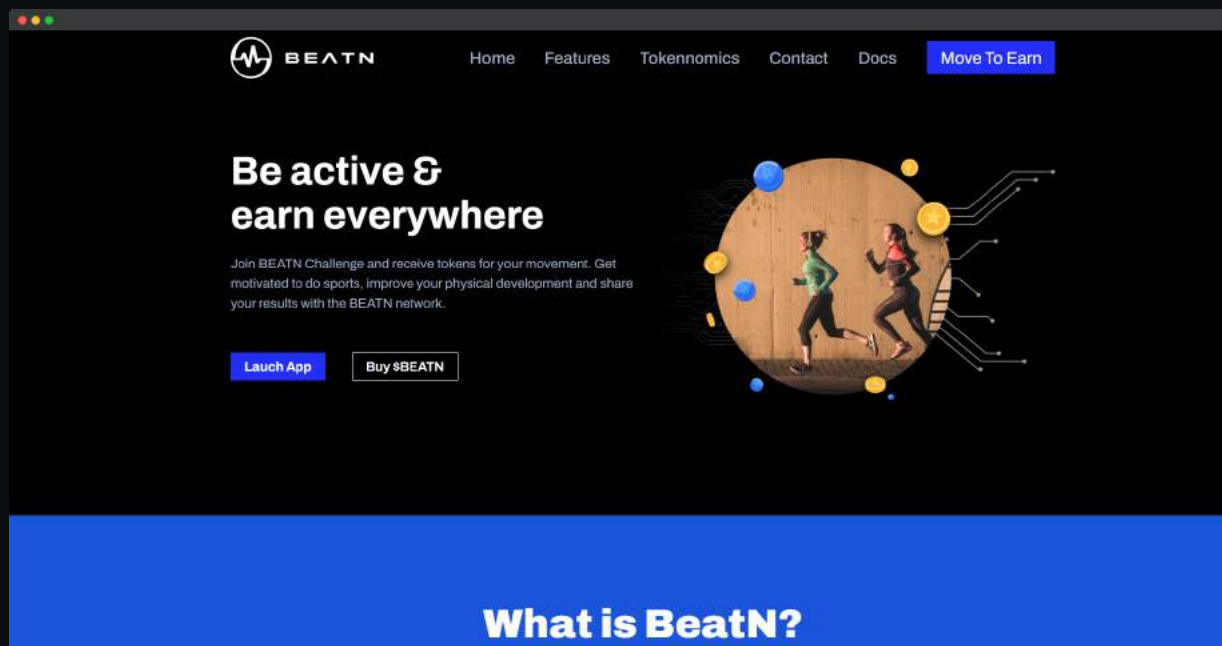 BEATN
Home
Features
Tokennomics
Contact
Docs
Move To Earn
Be active &
earn everywhere
Join BEATN Challenge and receive tokens for your movement. Get
motivated to do sports, improve your physical development and share
your results with the BEATN network.
Lauch App
Buy $BEATN
What is BeatN?